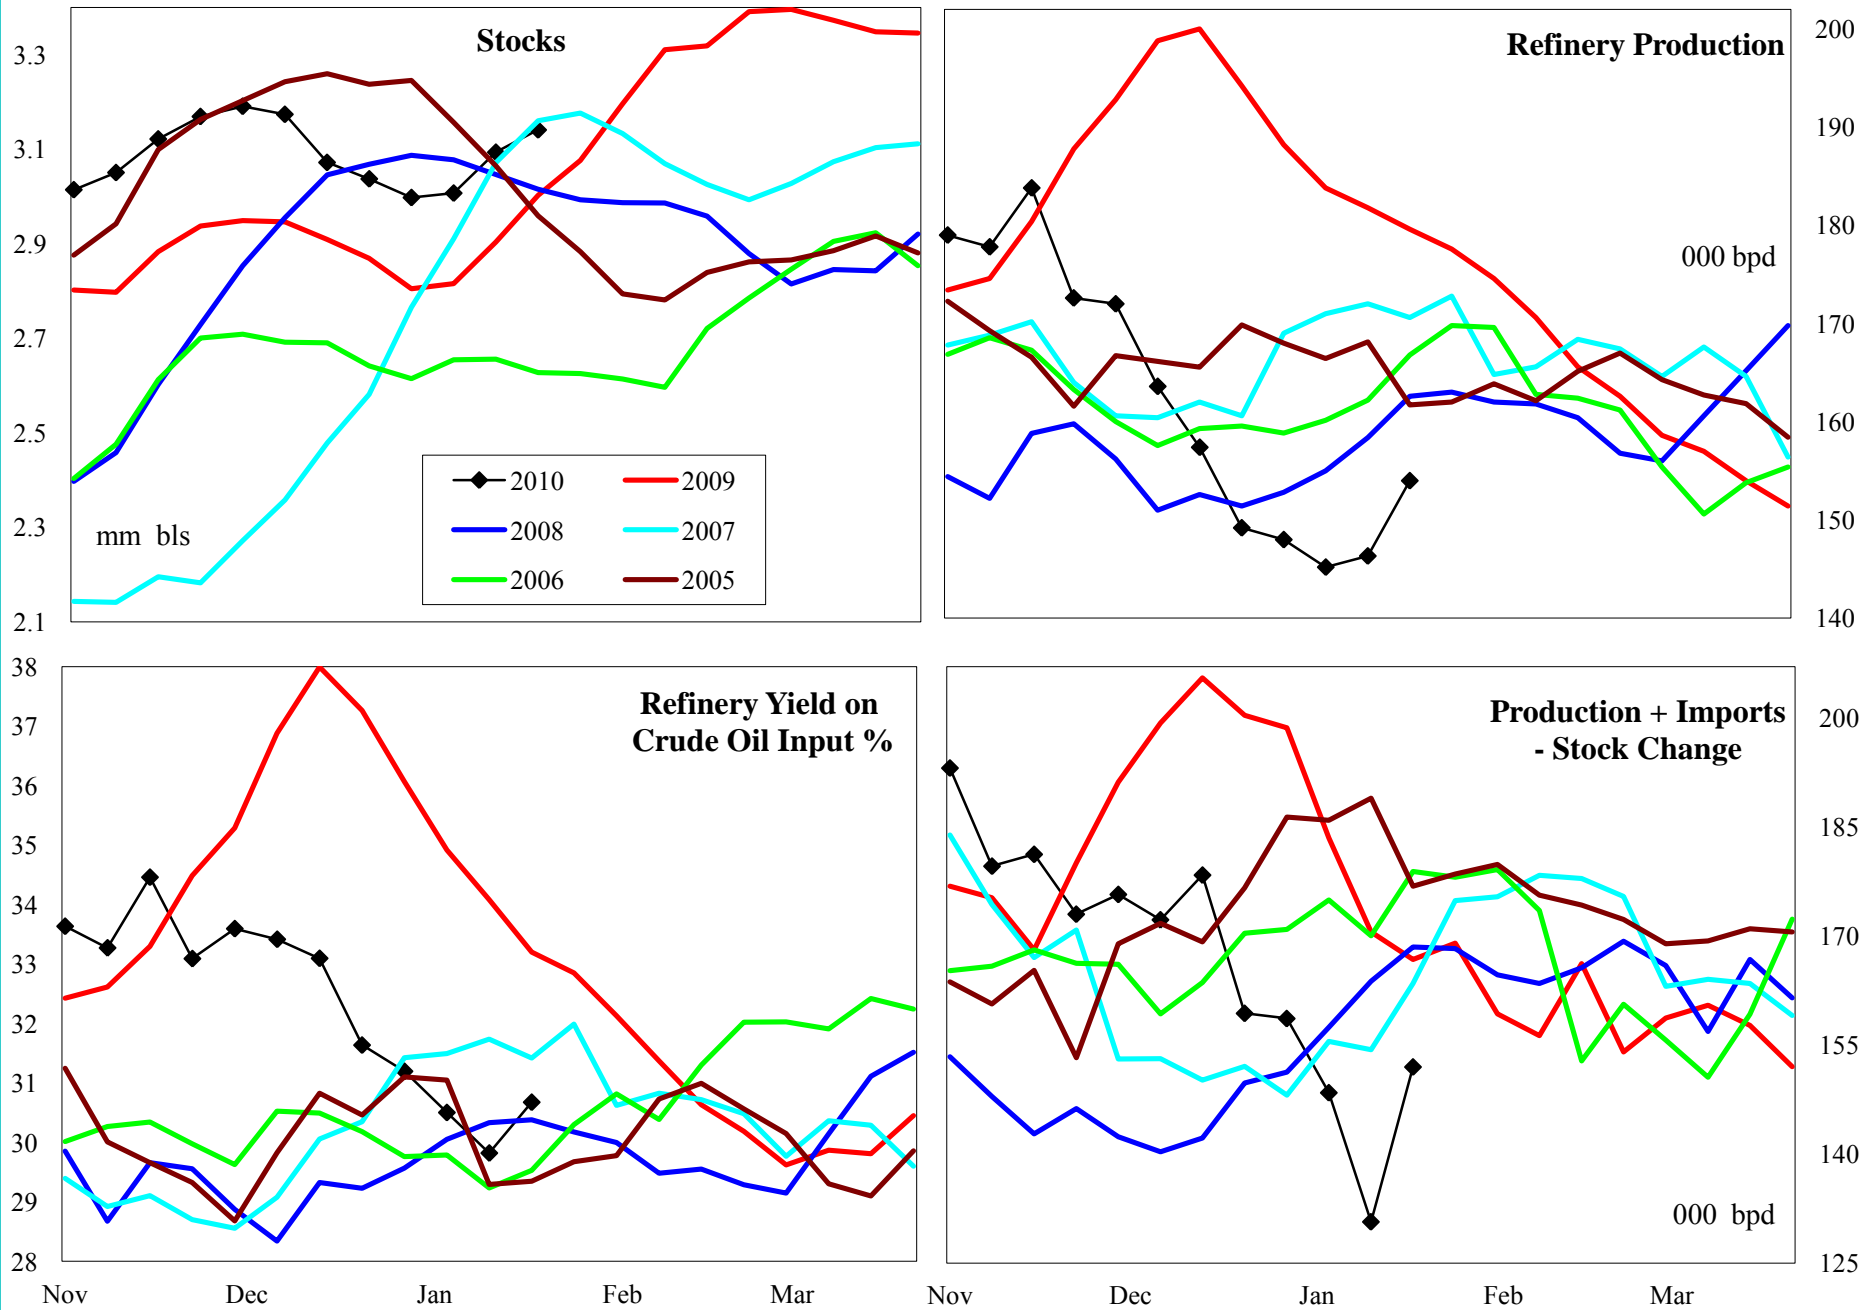 Stocks
3.3
3.1
2.9
2.7
2.5
2.3
2.1
mm bls
2010
2009
2008
2007
2006
2005
Refinery Production
000 bpd
200
190
180
170
160
150
140
Refinery Yield on
Crude Oil Input %
38
37
36
35
34
33
32
31
30
29
28
Nov
Dec
Jan
Feb
Mar
Production + Imports
- Stock Change
200
185
170
155
140
125
000 bpd
Nov
Dec
Jan
Feb
Mar